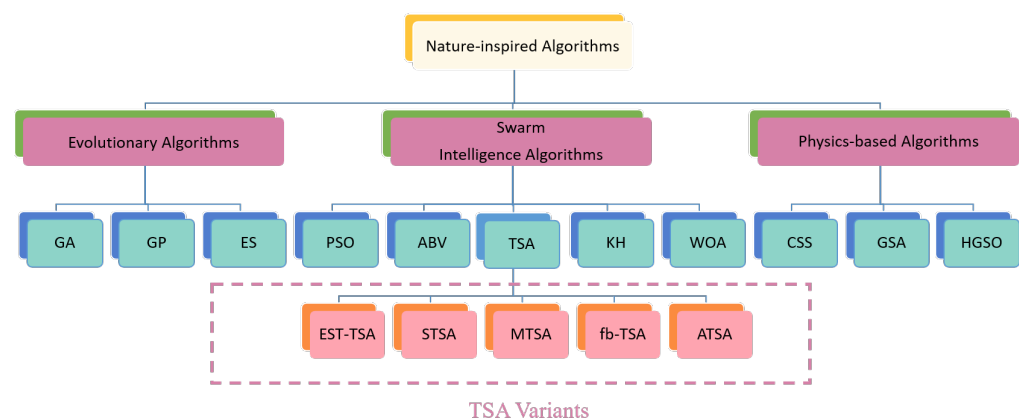 Nature-inspired Algorithms
Evolutionary Algorithms
Swarm
Intelligence Algorithms
Physics-based Algorithms
GA
GP
ES
PSO
ABV
TSA
KH
WOA
CSS
GSA
HGSO
EST-TSA
STSA
MTSA
fb-TSA
ATSA
TSA Variants